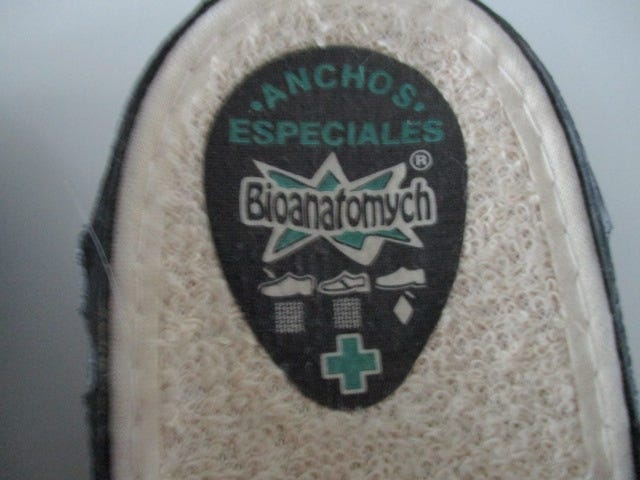 ·ANCHOS·
ESPECIALES
®
Bioanatomych